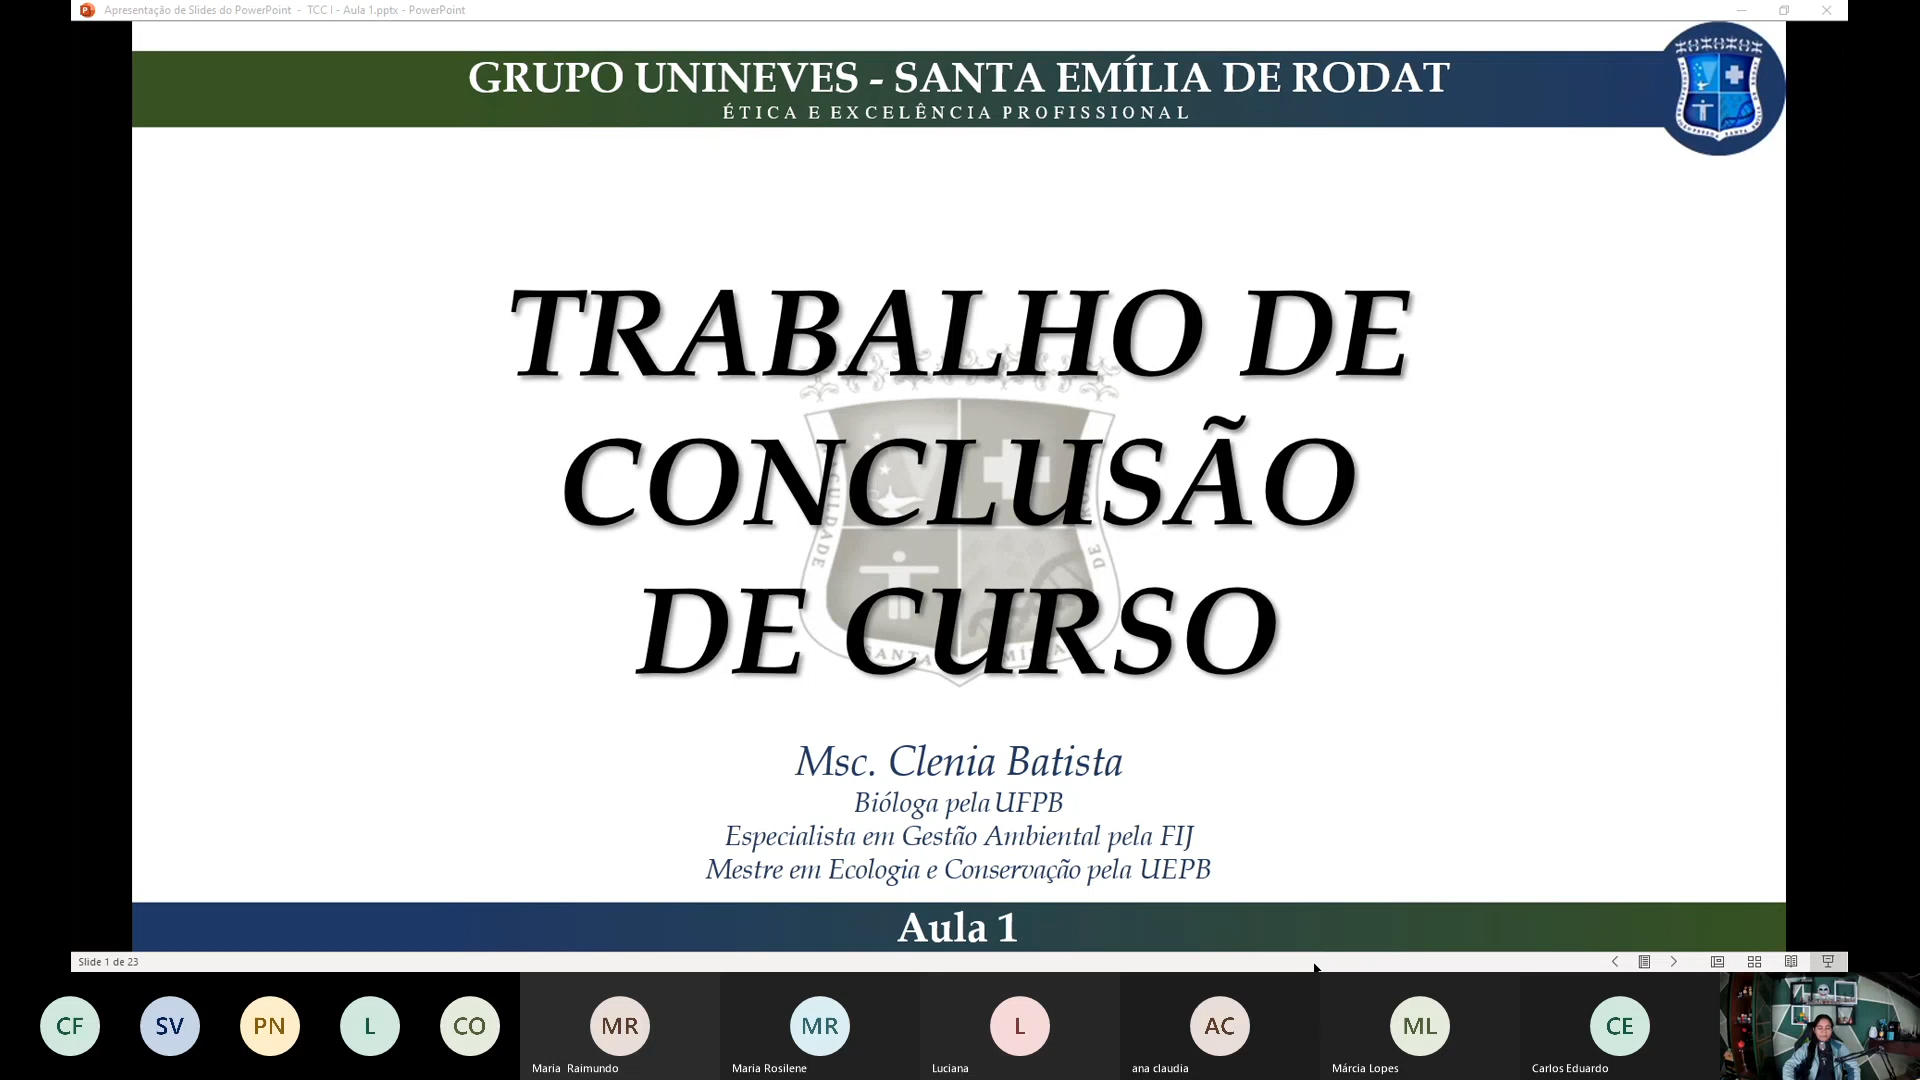 Apresentação de Slides do PowerPoint - TCC I - Aula 1.pptx - PowerPoint
GRUPO UNINEVES - SANTA EMÍLIA DE RODAT
ÉTICA E EXCELÊNCIA PROFISSIONAL
TRABALHO DE
CONCLUSÃO
DE CURSO
FACULDADE
SANTA
DE
Msc. Clenia Batista
Bióloga pela UFPB
Especialista em Gestão Ambiental pela FIJ
Mestre em Ecologia e Conservação pela UEPB
Aula 1
Slide 1 de 23
CF
SV
PN
L
CO
MR
MR
L
AC
ML
CE
Maria Raimundo
Maria Rosilene
Luciana
ana claudia
Márcia Lopes
Carlos Eduardo